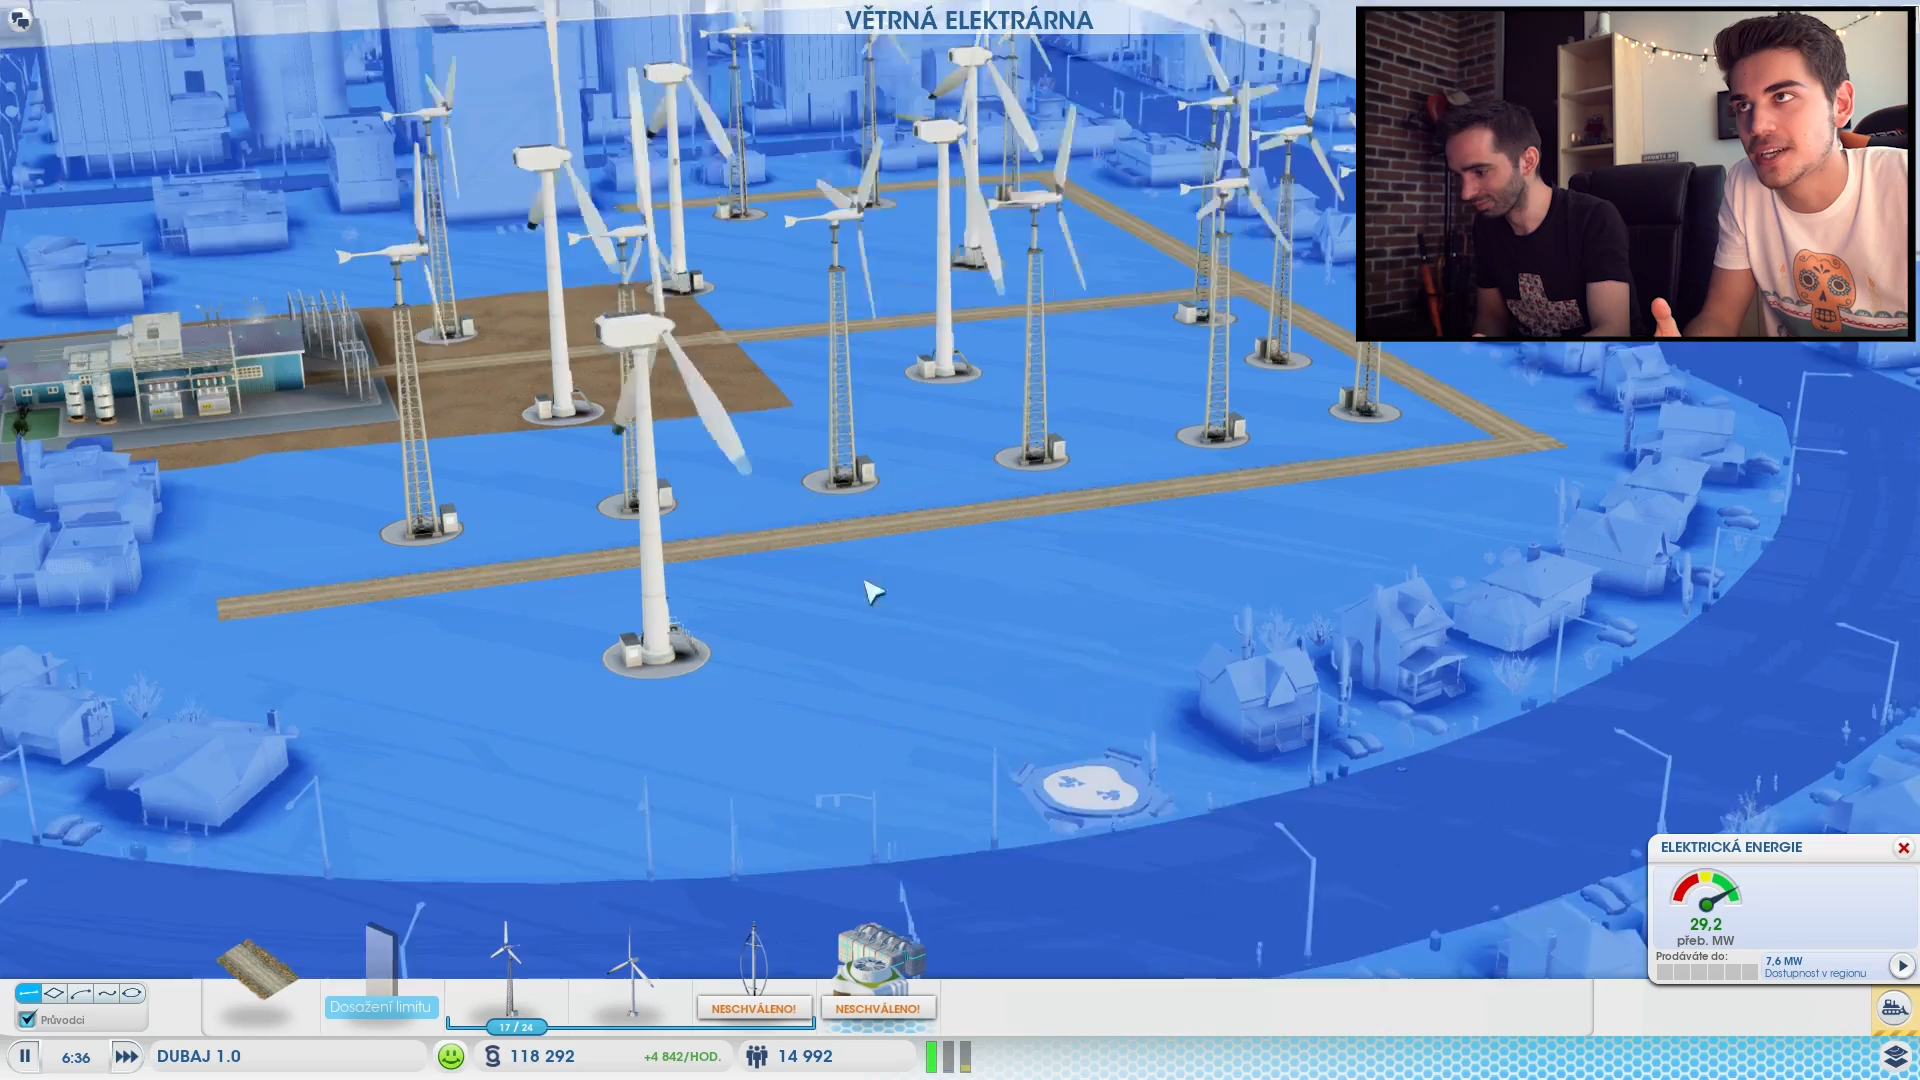 VĚTRNÁ ELEKTRÁRNA
ELEKTRICKÁ ENERGIE
29,2
přeb. MW
Prodáváte do:
7,6 MW
Dostupnost v regionu
Průvodci
Dosažení limitu
17 / 24
NESCHVÁLENO!
NESCHVÁLENO!
6:36
DUBAJ 1.0
118 292
+4 842/HOD.
14 992